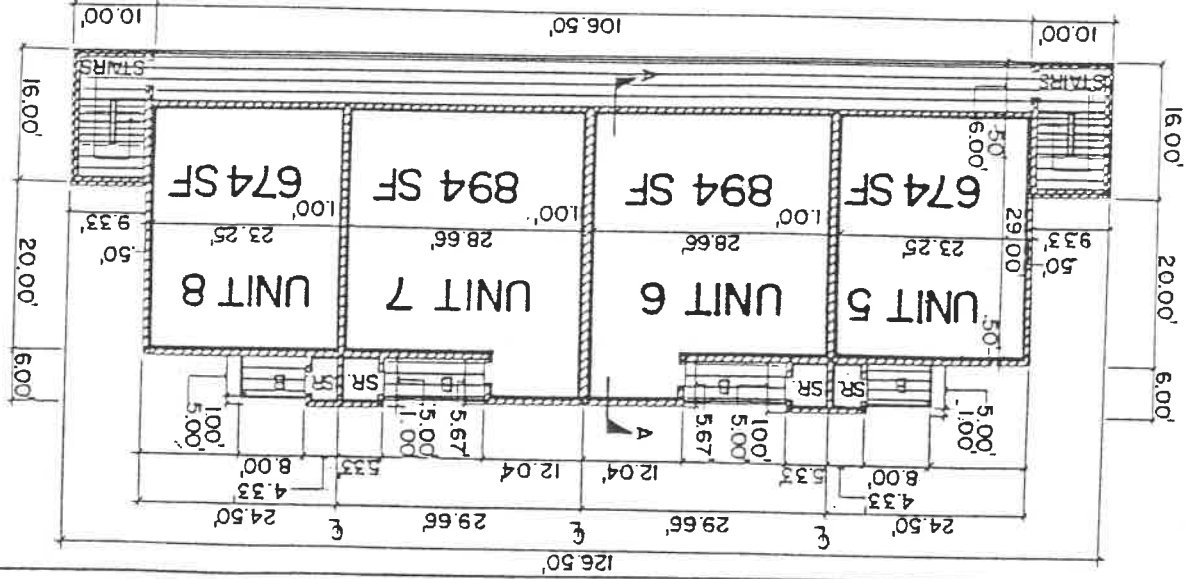 126.50'
℄ ℄ ℄
24.50' 29.66' 29.66' 24.50'
4.33 4.33
8.00' 5.33' 12.04' 12.04' 5.33' 8.00'
5.00' 1.00' 1.00' 5.00' 5.67' 5.67' 5.00' 1.00' 1.00' 5.00'
A
6.00' B SR. SR. B B SR. SR. B 6.00'
.50'
UNIT 5 UNIT 6 UNIT 7 UNIT 8
20.00' .50' 29.00' .50' 20.00'
9.33' 23.25' 28.66' 28.66' 23.25' 9.33'
1.00' 1.00' 1.00'
674 SF 894 SF 894 SF 674 SF
6.00'
.50'
16.00' 16.00'
STAIRS A STAIRS
10.00' 106.50' 10.00'